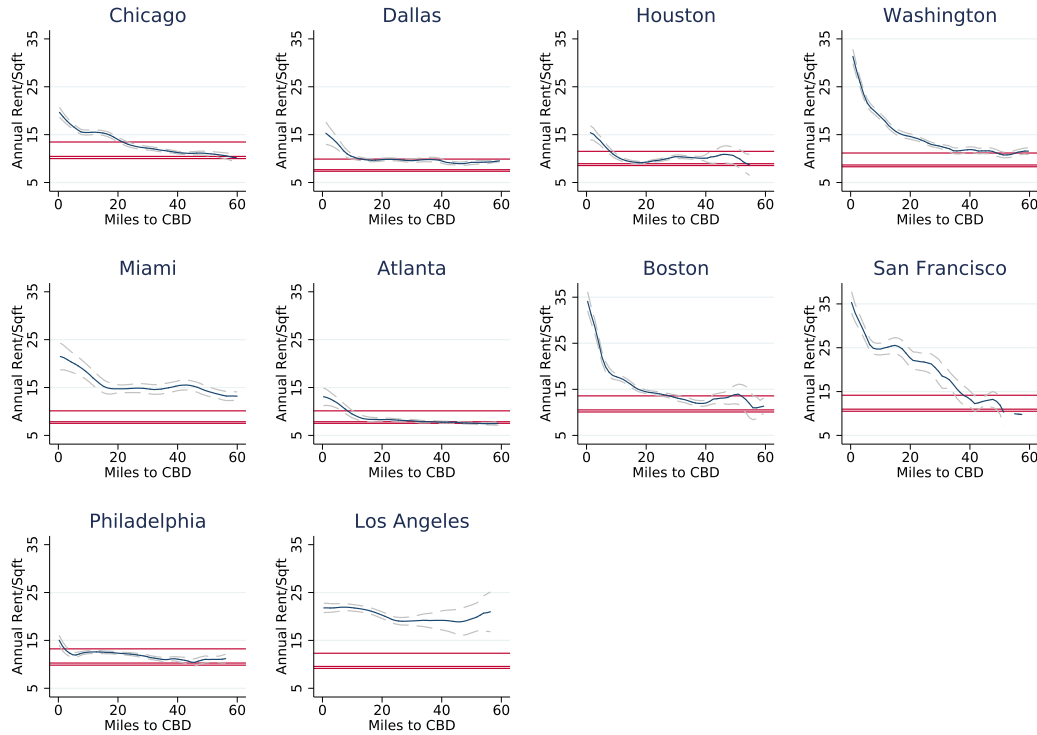 Chicago
Dallas
Houston
Washington
Annual Rent/Sqft
35
25
15
5
0 20 40 60
Miles to CBD
Annual Rent/Sqft
35
25
15
5
0 20 40 60
Miles to CBD
Annual Rent/Sqft
35
25
15
5
0 20 40 60
Miles to CBD
Annual Rent/Sqft
35
25
15
5
0 20 40 60
Miles to CBD
Miami
Atlanta
Boston
San Francisco
Annual Rent/Sqft
35
25
15
5
0 20 40 60
Miles to CBD
Annual Rent/Sqft
35
25
15
5
0 20 40 60
Miles to CBD
Annual Rent/Sqft
35
25
15
5
0 20 40 60
Miles to CBD
Annual Rent/Sqft
35
25
15
5
0 20 40 60
Miles to CBD
Philadelphia
Los Angeles
Annual Rent/Sqft
35
25
15
5
0 20 40 60
Miles to CBD
Annual Rent/Sqft
35
25
15
5
0 20 40 60
Miles to CBD